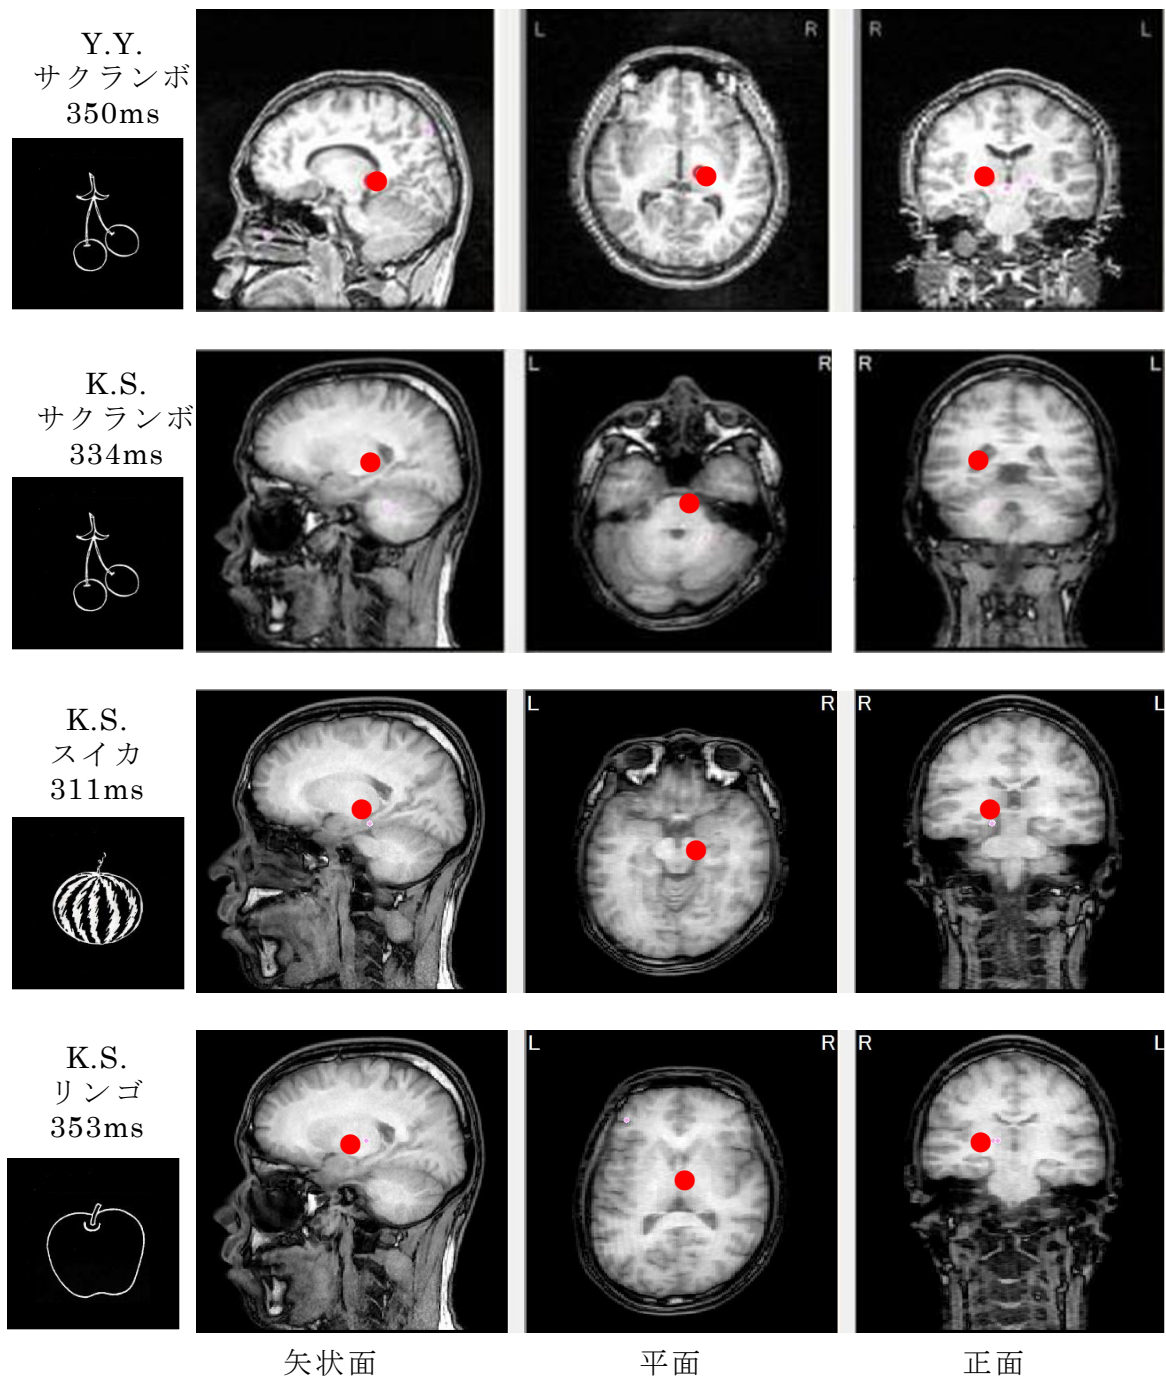 Y.Y.
サクランボ
350ms
L R
R L
K.S.
サクランボ
334ms
L R
R L
K.S.
スイカ
311ms
L R
R L
K.S.
リンゴ
353ms
L R
R L
矢状面 平面 正面